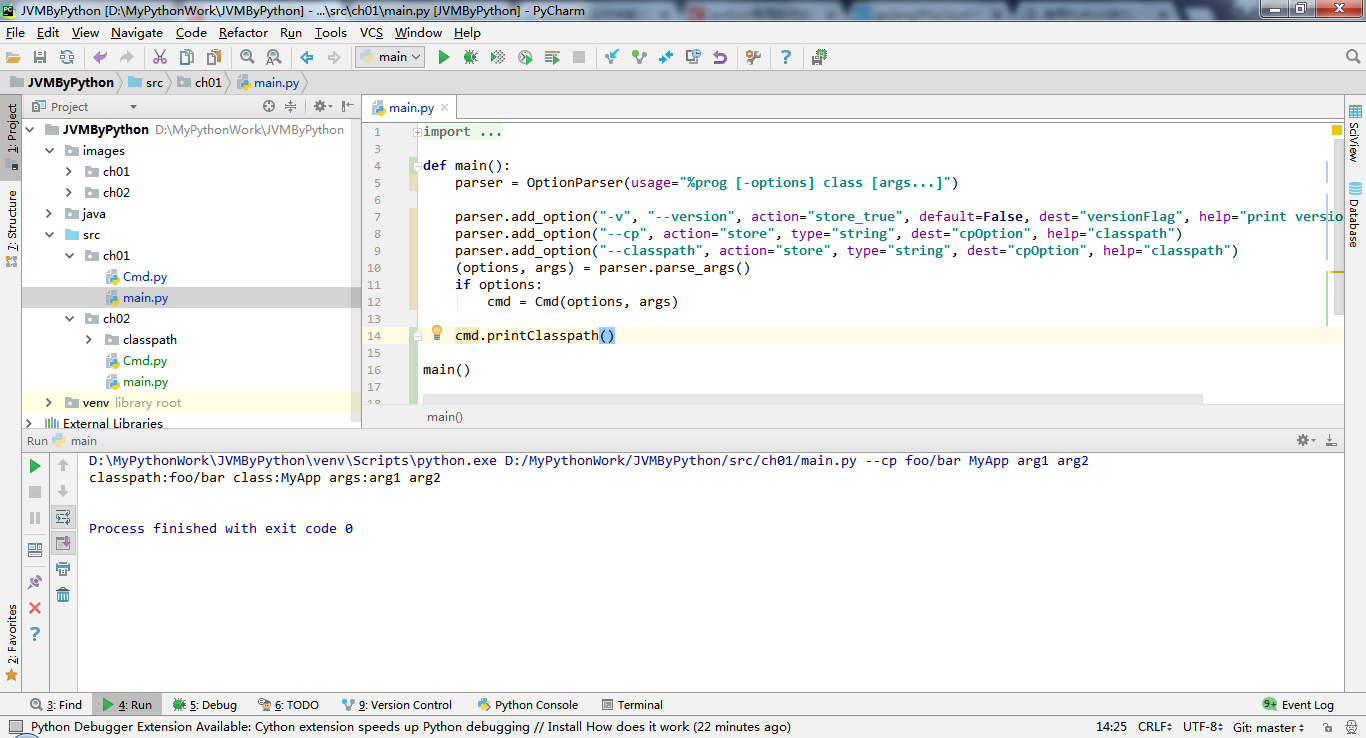 JVMByPython [D:\MyPythonWork\JVMByPython] - ...\src\ch01\main.py [JVMByPython] - PyCharm
File Edit View Navigate Code Refactor Run Tools VCS Window Help
main
JVMByPython src ch01 main.py
1: Project
7: Structure
2: Favorites
Project
JVMByPython D:\MyPythonWork\JVMByPython
images
ch01
ch02
java
src
ch01
Cmd.py
main.py
ch02
classpath
Cmd.py
main.py
venv library root
External Libraries
main.py
1 import ...
3
4 def main():
5 parser = OptionParser(usage="%prog [-options] class [args...]")
6
7 parser.add_option("-v", "--version", action="store_true", default=False, dest="versionFlag", help="print versio
8 parser.add_option("--cp", action="store", type="string", dest="cpOption", help="classpath")
9 parser.add_option("--classpath", action="store", type="string", dest="cpOption", help="classpath")
10 (options, args) = parser.parse_args()
11 if options:
12 cmd = Cmd(options, args)
13
14 cmd.printClasspath()
15
16 main()
17
18
main()
SciView
Database
Run main
D:\MyPythonWork\JVMByPython\venv\Scripts\python.exe D:/MyPythonWork/JVMByPython/src/ch01/main.py --cp foo/bar MyApp arg1 arg2
classpath:foo/bar class:MyApp args:arg1 arg2
Process finished with exit code 0
3: Find 4: Run 5: Debug 6: TODO 9: Version Control Python Console Terminal 9+ Event Log
Python Debugger Extension Available: Cython extension speeds up Python debugging // Install How does it work (22 minutes ago) 14:25 CRLF UTF-8 Git: master